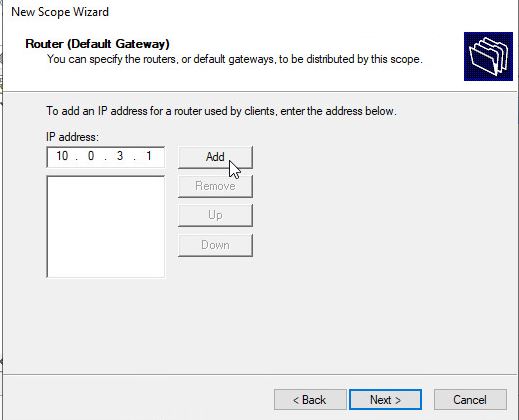 New Scope Wizard
Router (Default Gateway)
You can specify the routers, or default gateways, to be distributed by this scope.
To add an IP address for a router used by clients, enter the address below.
IP address:
10 . 0 . 3 . 1
Add
Remove
Up
Down
< Back
Next >
Cancel